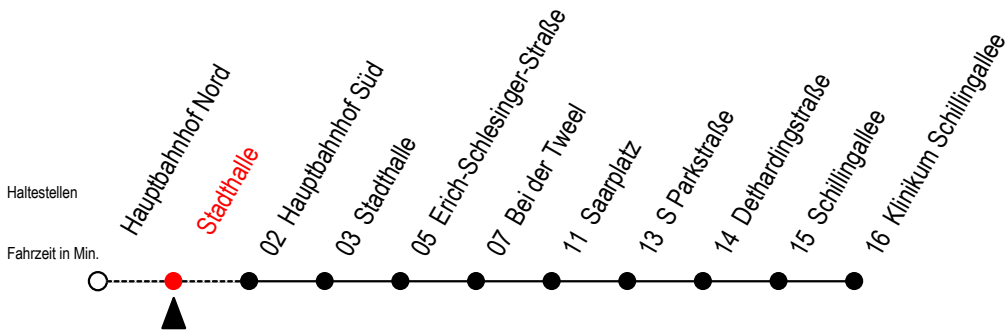 Haltestellen
Fahrzeit in Min.
Hauptbahnhof Nord
Stadthalle
02 Hauptbahnhof Süd
03 Stadthalle
05 Erich-Schlesinger-Straße
07 Bei der Tweel
11 Saarplatz
13 S Parkstraße
14 Dethardingstraße
15 Schillingallee
16 Klinikum Schillingallee